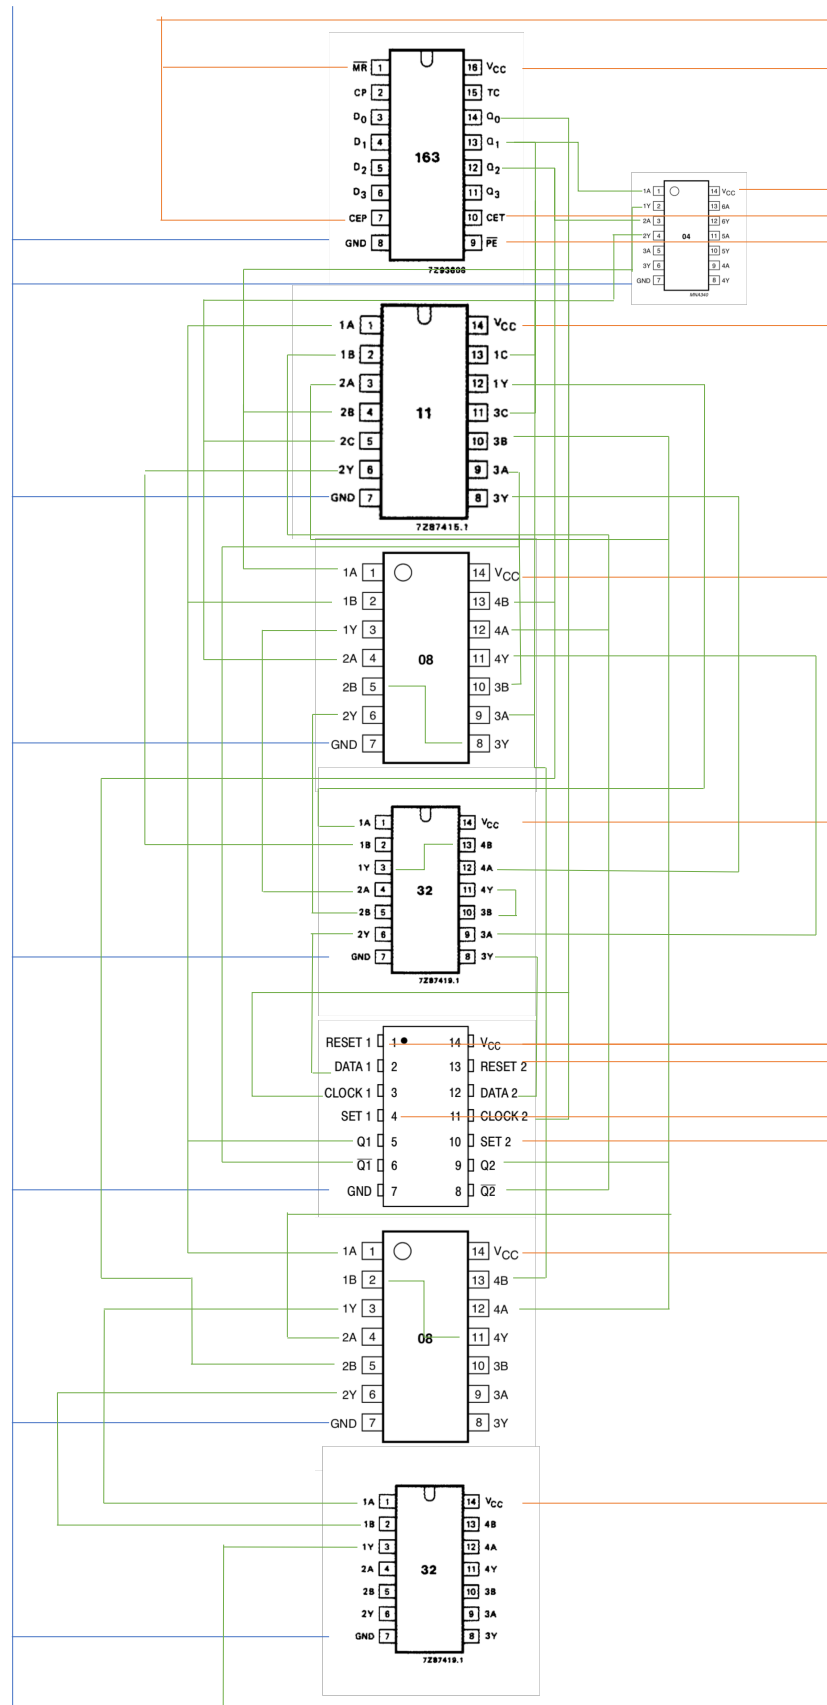 M̅R̅ 1 16 VCC
CP 2 15 TC
D0 3 14 Q0
D1 4 13 Q1
D2 5 12 Q2
D3 6 11 Q3
CEP 7 10 CET
GND 8 9 P̅E̅
163
7Z93606
1A 1 14 VCC
1Y 2 13 6A
2A 3 12 6Y
2Y 4 04 11 5A
3A 5 10 5Y
3Y 6 9 4A
GND 7 8 4Y
MNA340
1A 1 14 VCC
1B 2 13 1C
2A 3 12 1Y
2B 4 11 11 3C
2C 5 10 3B
2Y 6 9 3A
GND 7 8 3Y
7Z87415.1
1A 1 14 VCC
1B 2 13 4B
1Y 3 12 4A
2A 4 08 11 4Y
2B 5 10 3B
2Y 6 9 3A
GND 7 8 3Y
1A 1 14 VCC
1B 2 13 4B
1Y 3 12 4A
2A 4 32 11 4Y
2B 5 10 3B
2Y 6 9 3A
GND 7 8 3Y
7Z87419.1
RESET 1 1 14 VCC
DATA 1 2 13 RESET 2
CLOCK 1 3 12 DATA 2
SET 1 4 11 CLOCK 2
Q1 5 10 SET 2
Q̅1̅ 6 9 Q2
GND 7 8 Q̅2̅
1A 1 14 VCC
1B 2 13 4B
1Y 3 12 4A
2A 4 08 11 4Y
2B 5 10 3B
2Y 6 9 3A
GND 7 8 3Y
1A 1 14 VCC
1B 2 13 4B
1Y 3 12 4A
2A 4 32 11 4Y
2B 5 10 3B
2Y 6 9 3A
GND 7 8 3Y
7Z87419.1